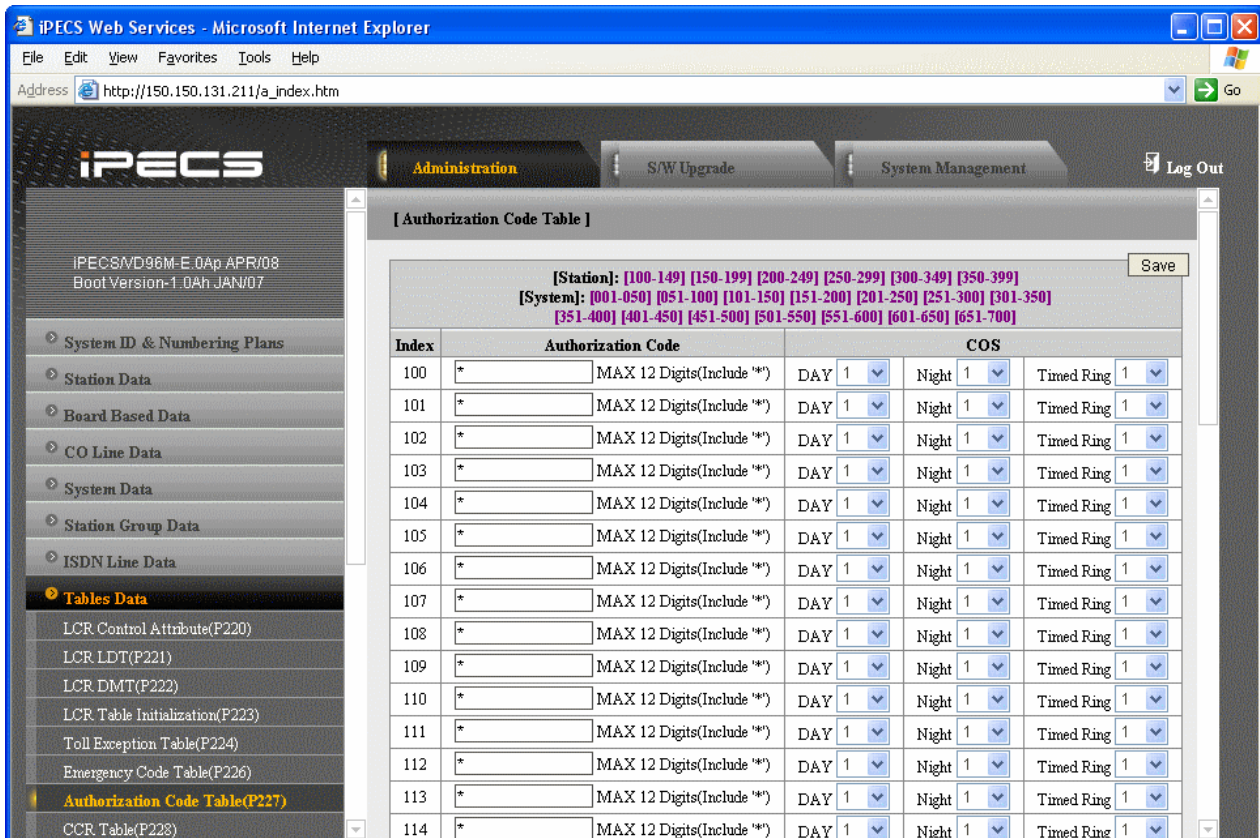 iPECS Web Services - Microsoft Internet Explorer
File Edit View Favorites Tools Help
Address http://150.150.131.211/a_index.htm Go
iPECS
Administration S/W Upgrade System Management Log Out
iPECS/VD96M-E.0Ap APR/08
Boot Version-1.0Ah JAN/07
System ID & Numbering Plans
Station Data
Board Based Data
CO Line Data
System Data
Station Group Data
ISDN Line Data
Tables Data
LCR Control Attribute(P220)
LCR LDT(P221)
LCR DMT(P222)
LCR Table Initialization(P223)
Toll Exception Table(P224)
Emergency Code Table(P226)
Authorization Code Table(P227)
CCR Table(P228)
[ Authorization Code Table ]
Save
[Station]: [100-149] [150-199] [200-249] [250-299] [300-349] [350-399]
[System]: [001-050] [051-100] [101-150] [151-200] [201-250] [251-300] [301-350]
[351-400] [401-450] [451-500] [501-550] [551-600] [601-650] [651-700]
Index Authorization Code COS
100 * MAX 12 Digits(Include '*') DAY 1 Night 1 Timed Ring 1
101 * MAX 12 Digits(Include '*') DAY 1 Night 1 Timed Ring 1
102 * MAX 12 Digits(Include '*') DAY 1 Night 1 Timed Ring 1
103 * MAX 12 Digits(Include '*') DAY 1 Night 1 Timed Ring 1
104 * MAX 12 Digits(Include '*') DAY 1 Night 1 Timed Ring 1
105 * MAX 12 Digits(Include '*') DAY 1 Night 1 Timed Ring 1
106 * MAX 12 Digits(Include '*') DAY 1 Night 1 Timed Ring 1
107 * MAX 12 Digits(Include '*') DAY 1 Night 1 Timed Ring 1
108 * MAX 12 Digits(Include '*') DAY 1 Night 1 Timed Ring 1
109 * MAX 12 Digits(Include '*') DAY 1 Night 1 Timed Ring 1
110 * MAX 12 Digits(Include '*') DAY 1 Night 1 Timed Ring 1
111 * MAX 12 Digits(Include '*') DAY 1 Night 1 Timed Ring 1
112 * MAX 12 Digits(Include '*') DAY 1 Night 1 Timed Ring 1
113 * MAX 12 Digits(Include '*') DAY 1 Night 1 Timed Ring 1
114 * MAX 12 Digits(Include '*') DAY 1 Night 1 Timed Ring 1